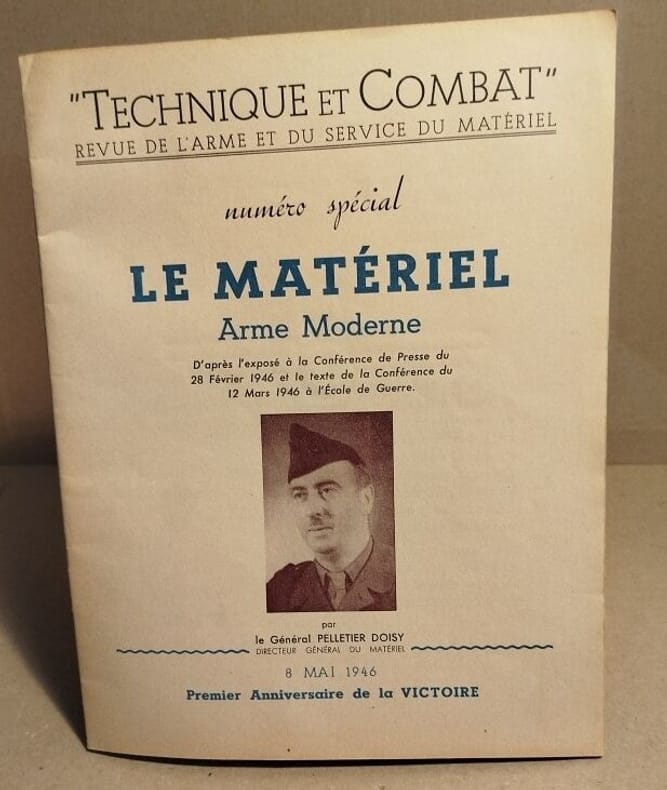 "TECHNIQUE ET COMBAT"
REVUE DE L'ARME ET DU SERVICE DU MATÉRIEL
numéro spécial
LE MATÉRIEL
Arme Moderne
D'après l'exposé à la Conférence de Presse du
28 Février 1946 et le texte de la Conférence du
12 Mars 1946 à l'École de Guerre.
par
le Général PELLETIER DOISY
DIRECTEUR GÉNÉRAL DU MATÉRIEL
8 MAI 1946
Premier Anniversaire de la VICTOIRE